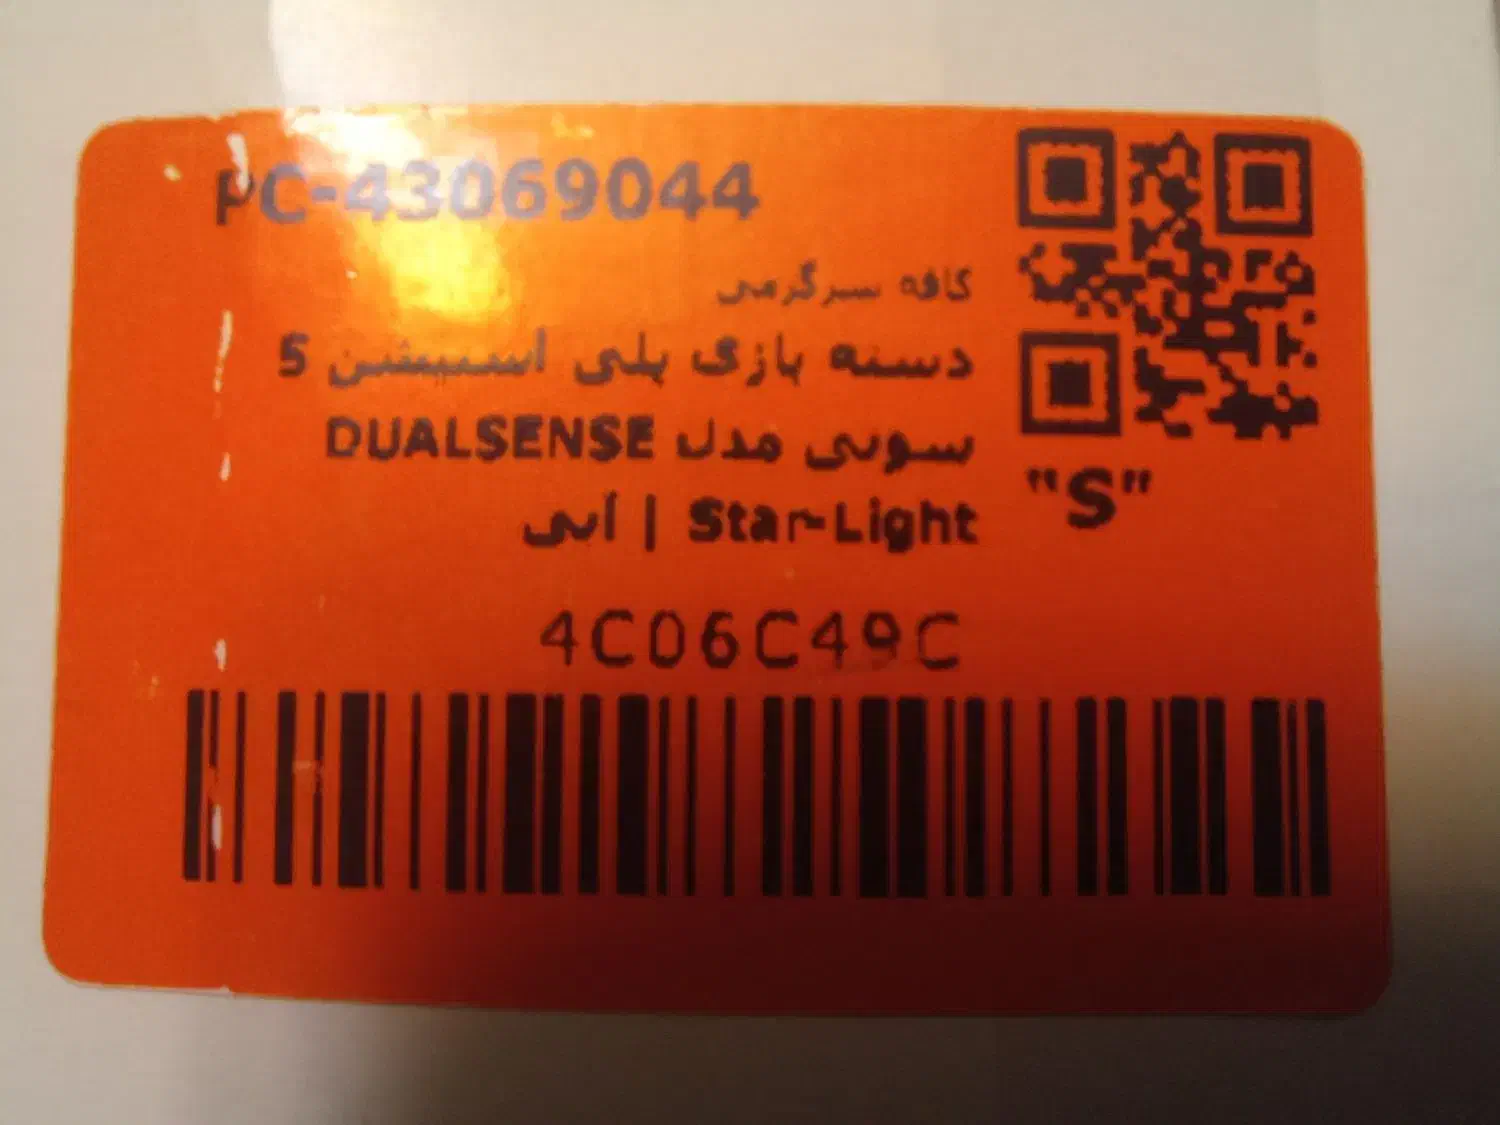 PC-43069044
کافه سرگرمی
دسته بازی پلی استیشن 5
سونی مدل DUALSENSE
Star-Light | آبی
"S"
4C06C49C